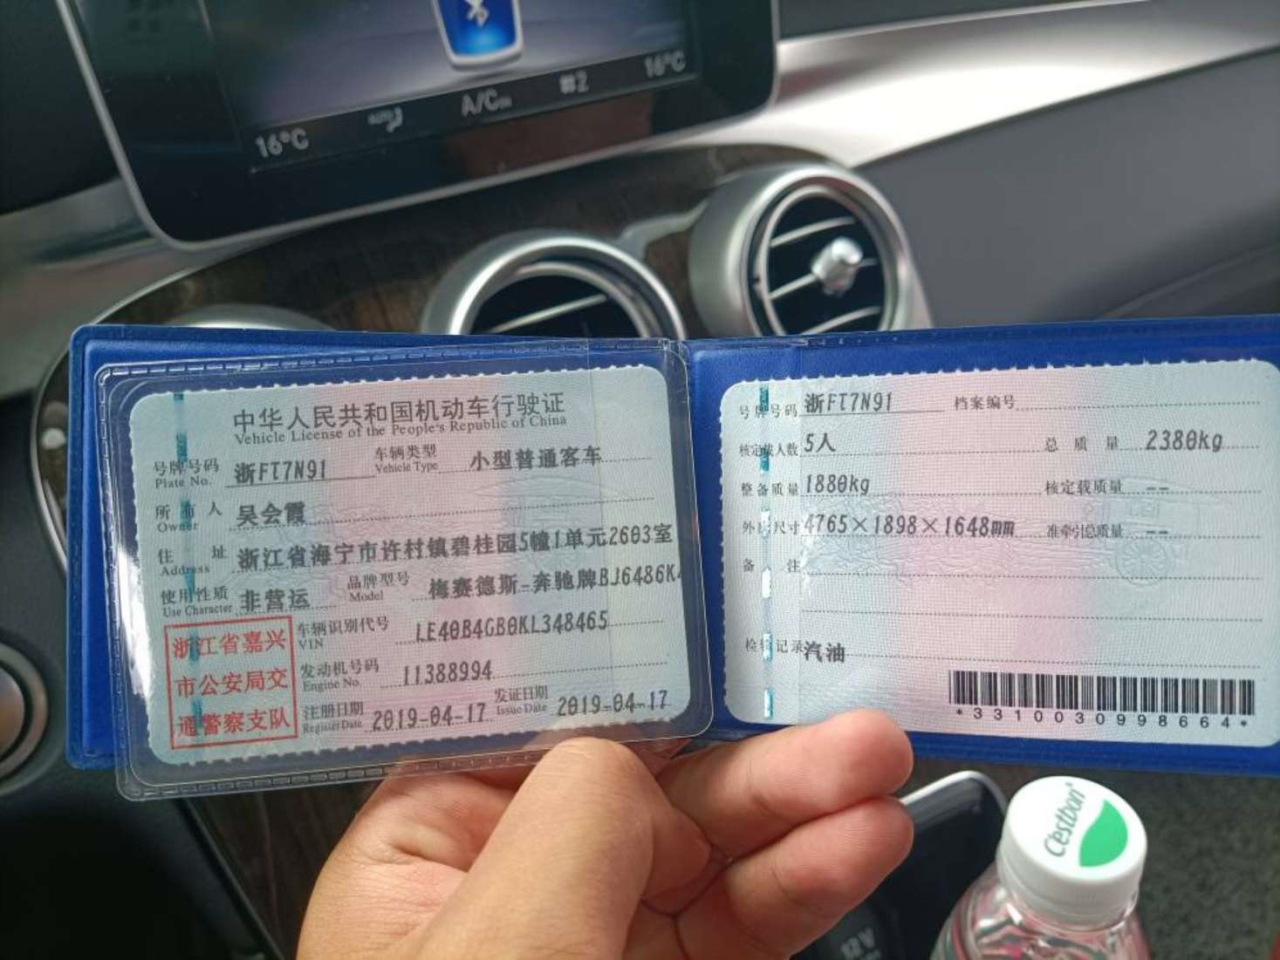 16°C
A/C
16°C
中华人民共和国机动车行驶证
Vehicle License of the People's Republic of China
号牌号码 浙FT7N91 车辆类型 小型普通客车
Plate No. Vehicle Type
所有人 吴会霞
Owner
住址 浙江省海宁市许村镇碧桂园5幢1单元2603室
Address
使用性质 非营运 品牌型号 梅赛德斯-奔驰牌BJ6486K
Use Character Model
浙江省嘉兴
市公安局交
通警察支队
车辆识别代号 LE40B4GB0KL348465
VIN
发动机号码 11388994
Engine No.
注册日期 2019-04-17 发证日期 2019-04-17
Register Date Issue Date
号牌号码 浙FT7N91 档案编号
核定载人数 5人 总质量 2380kg
整备质量 1880kg 核定载质量 --
外廓尺寸 4765×1898×1648mm 准牵引总质量 --
备注
检验记录 汽油
*3310030998664*
C'estbon
12V